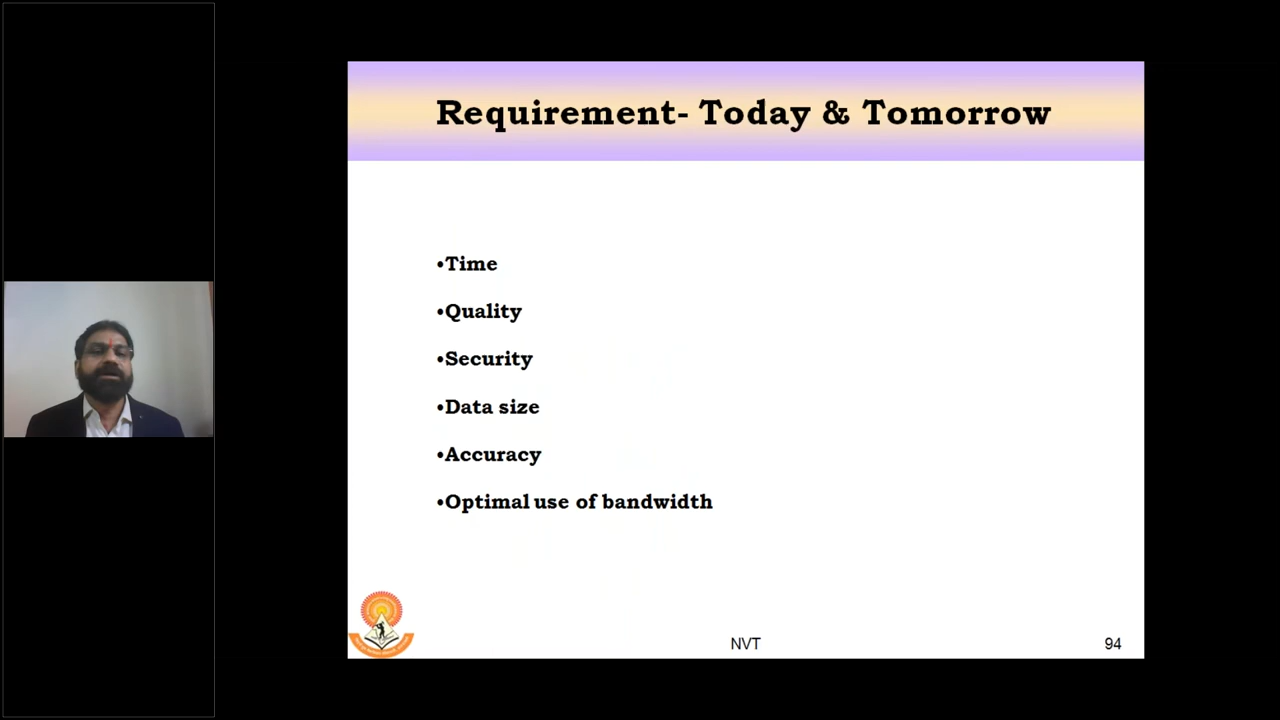 Requirement- Today & Tomorrow
•Time
•Quality
•Security
•Data size
•Accuracy
•Optimal use of bandwidth
NVT
94